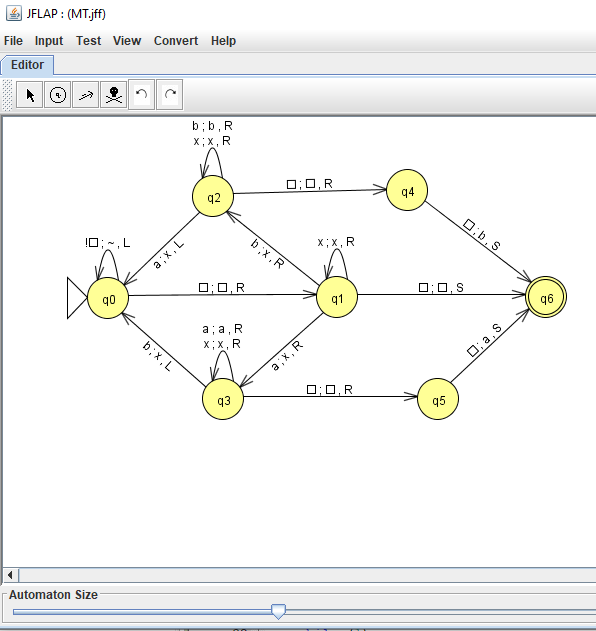 JFLAP : (MT.jff)
File Input Test View Convert Help
Editor
b ; b , R
x ; x , R
q2
□ ; □ , R
q4
a ; x , L
b ; x , R
□ ; b , S
!□ ; ~ , L
x ; x , R
q0
□ ; □ , R
q1
□ ; □ , S
q6
a ; a , R
x ; x , R
b ; x , L
a ; x , R
□ ; a , S
q3
□ ; □ , R
q5
Automaton Size